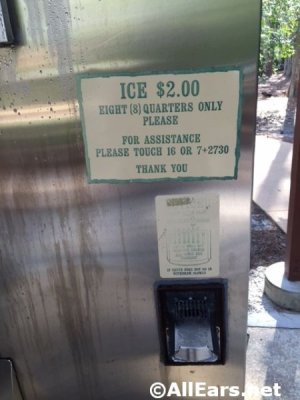 ICE $2.00
EIGHT (8) QUARTERS ONLY
PLEASE
FOR ASSISTANCE
PLEASE TOUCH 16 OR 7+2730
THANK YOU
©AllEars.net